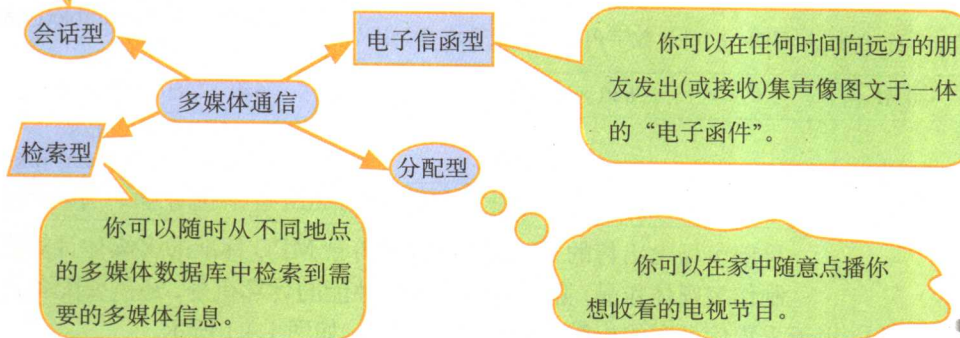 会话型
电子信函型
多媒体通信
检索型
分配型
你可以在任何时间向远方的朋
友发出(或接收)集声像图文于一体
的“电子函件”。
你可以随时从不同地点
的多媒体数据库中检索到需
要的多媒体信息。
你可以在家中随意点播你
想收看的电视节目。